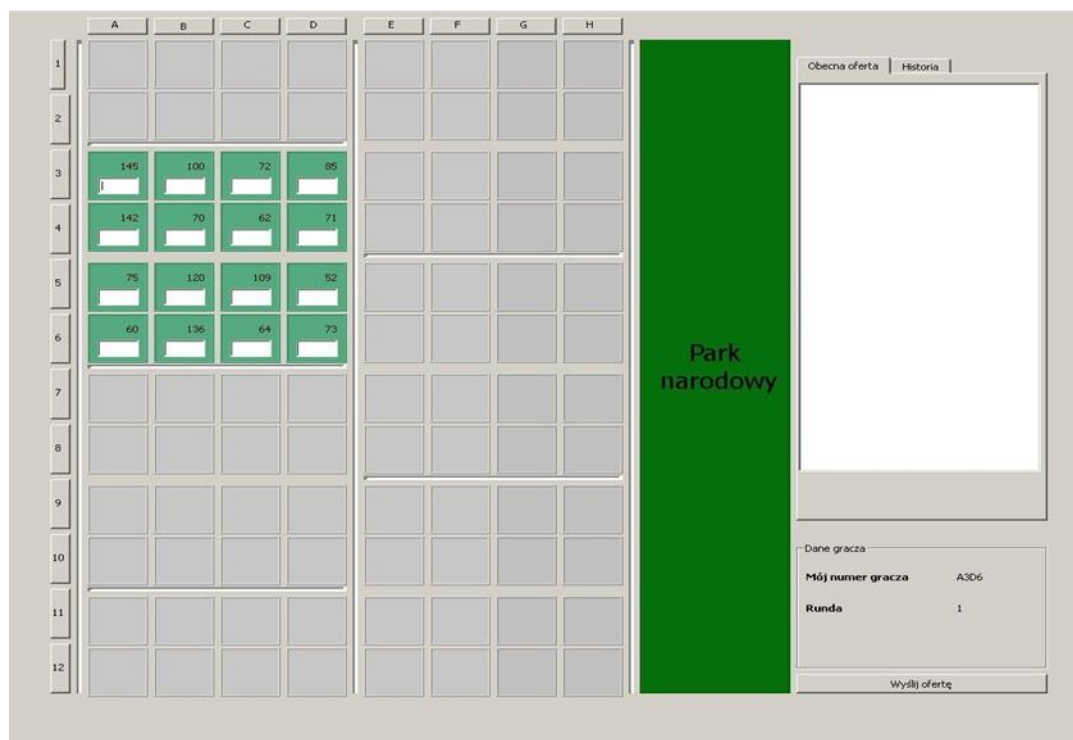 A B C D E F G H
1
2
3 145 100 72 85
4 142 70 62 71
5 75 120 109 52
6 60 136 64 73
7
8
9
10
11
12
Park
narodowy
Obecna oferta Historia
Dane gracza
Mój numer gracza A3D6
Runda 1
Wyślij ofertę